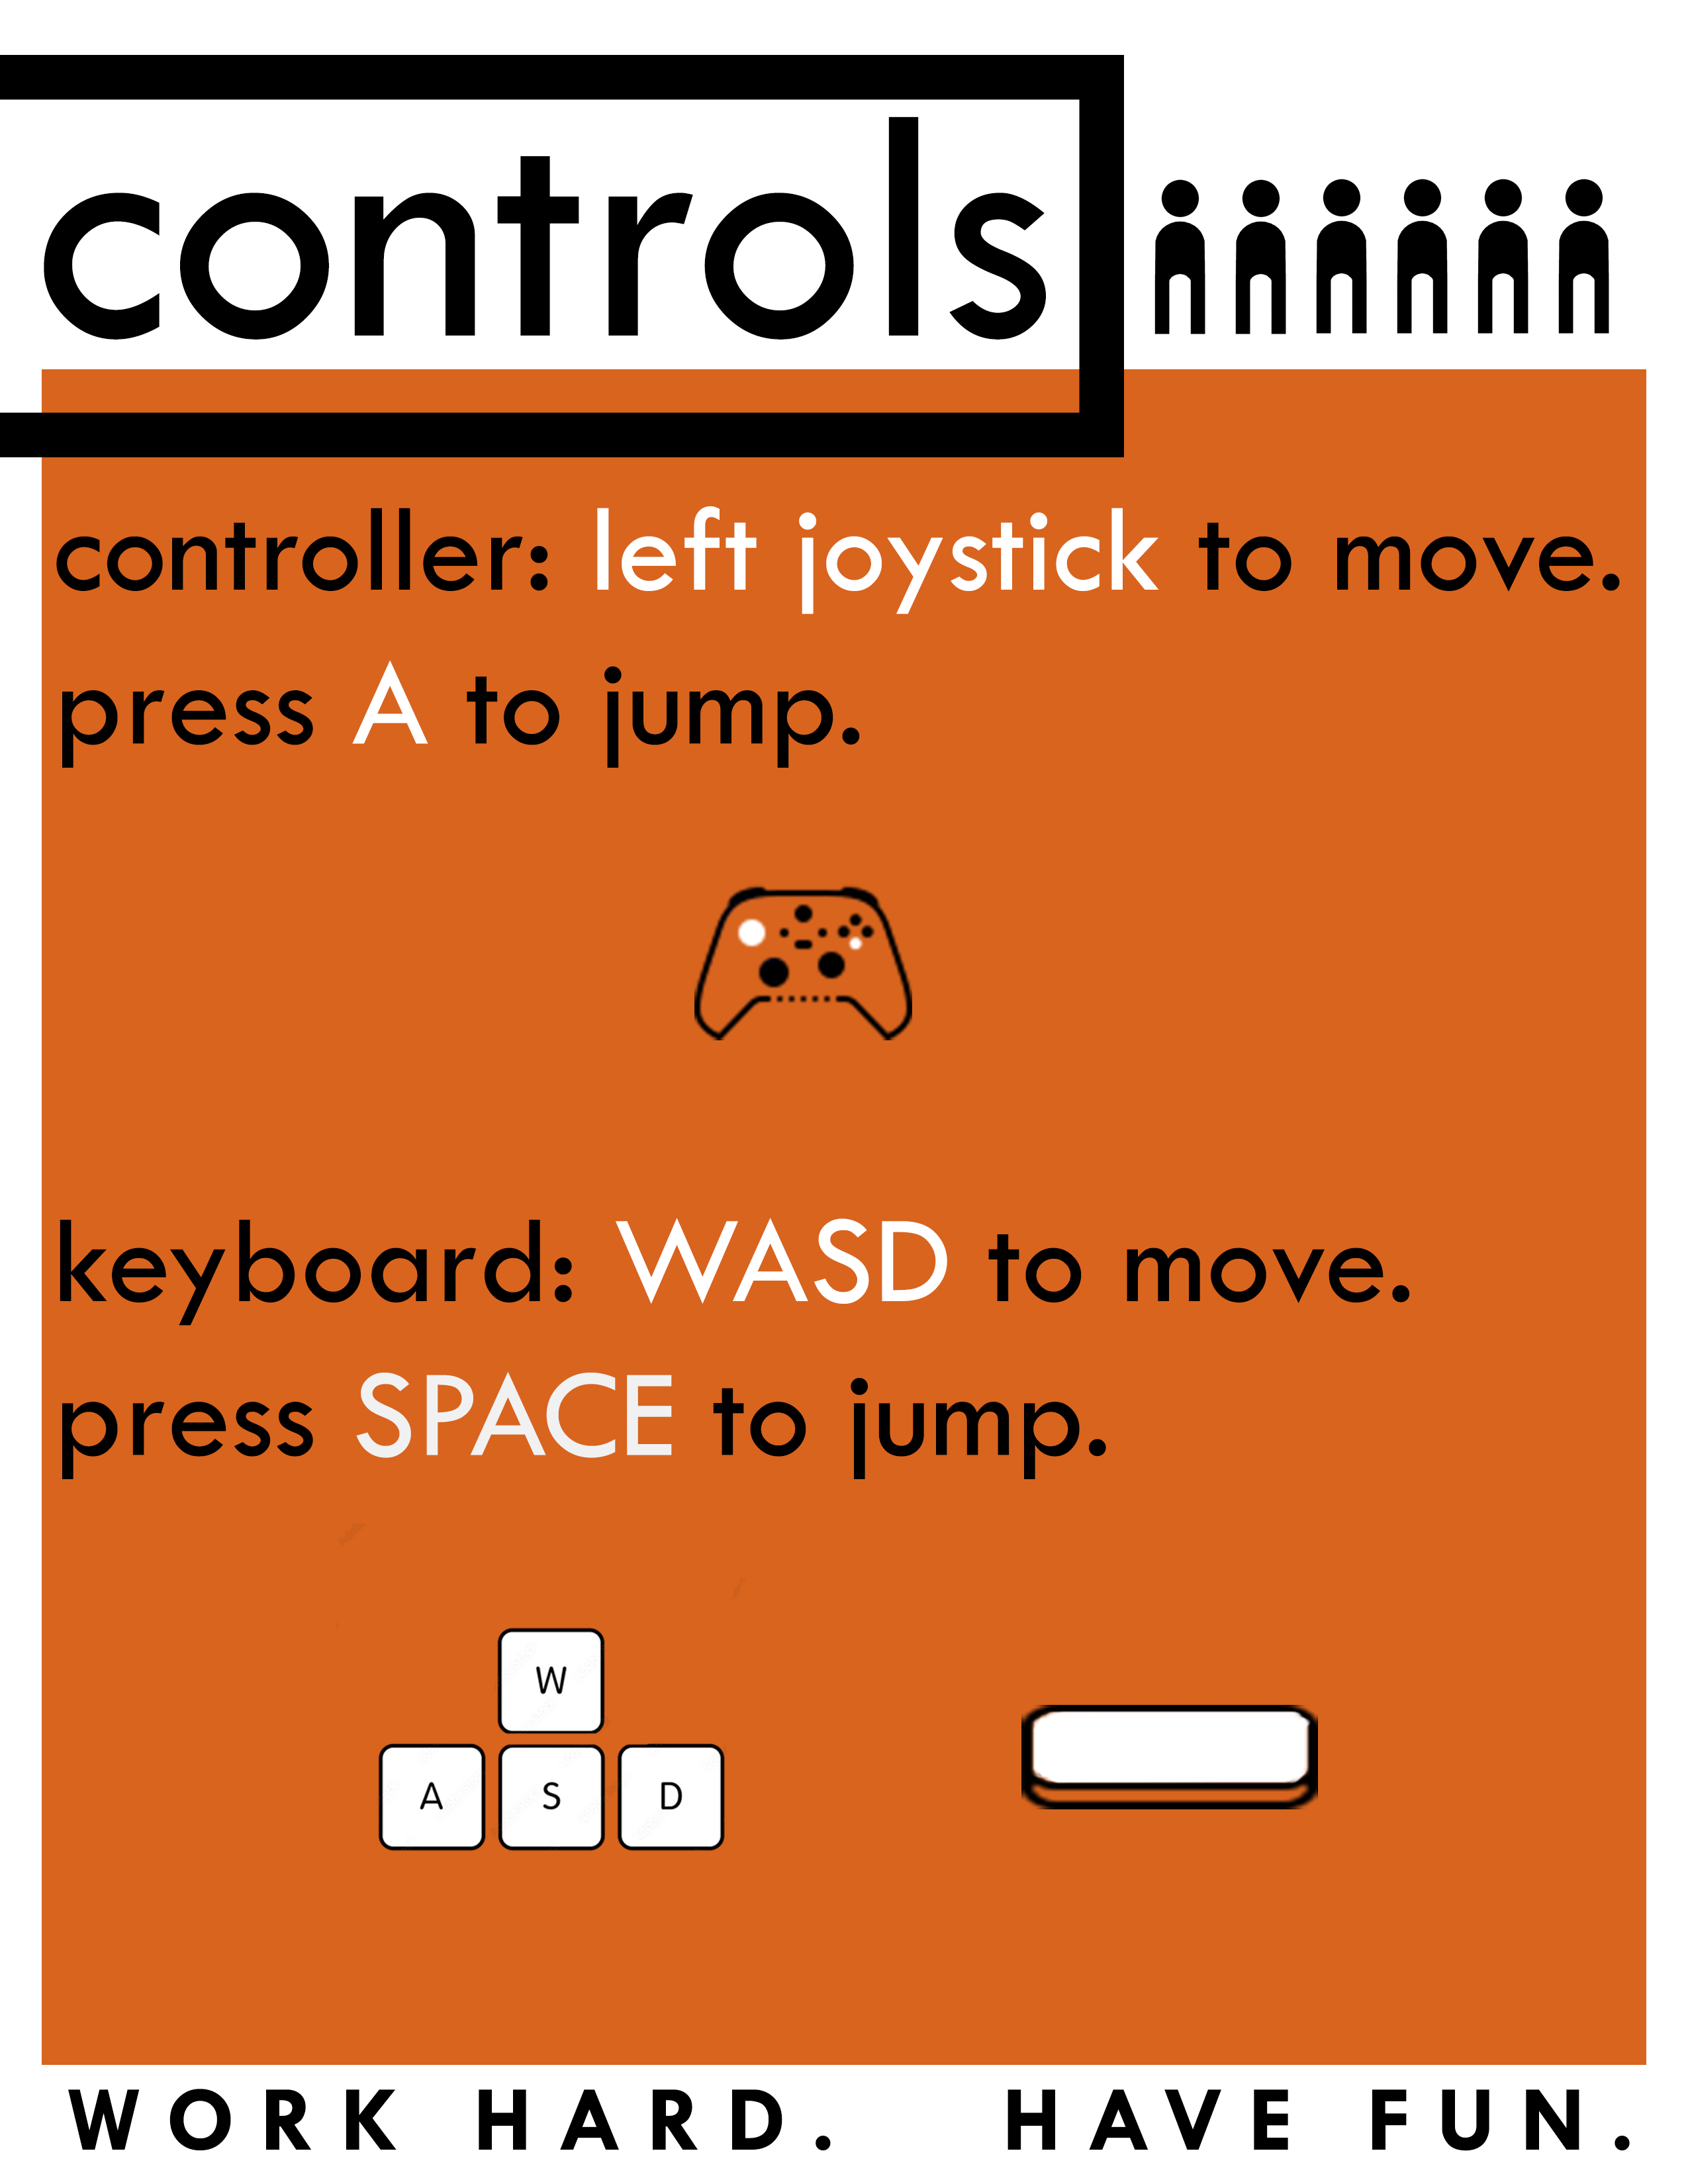 controls
controller: left joystick to move.
press A to jump.
keyboard: WASD to move.
press SPACE to jump.
W
A S D
WORK HARD. HAVE FUN.